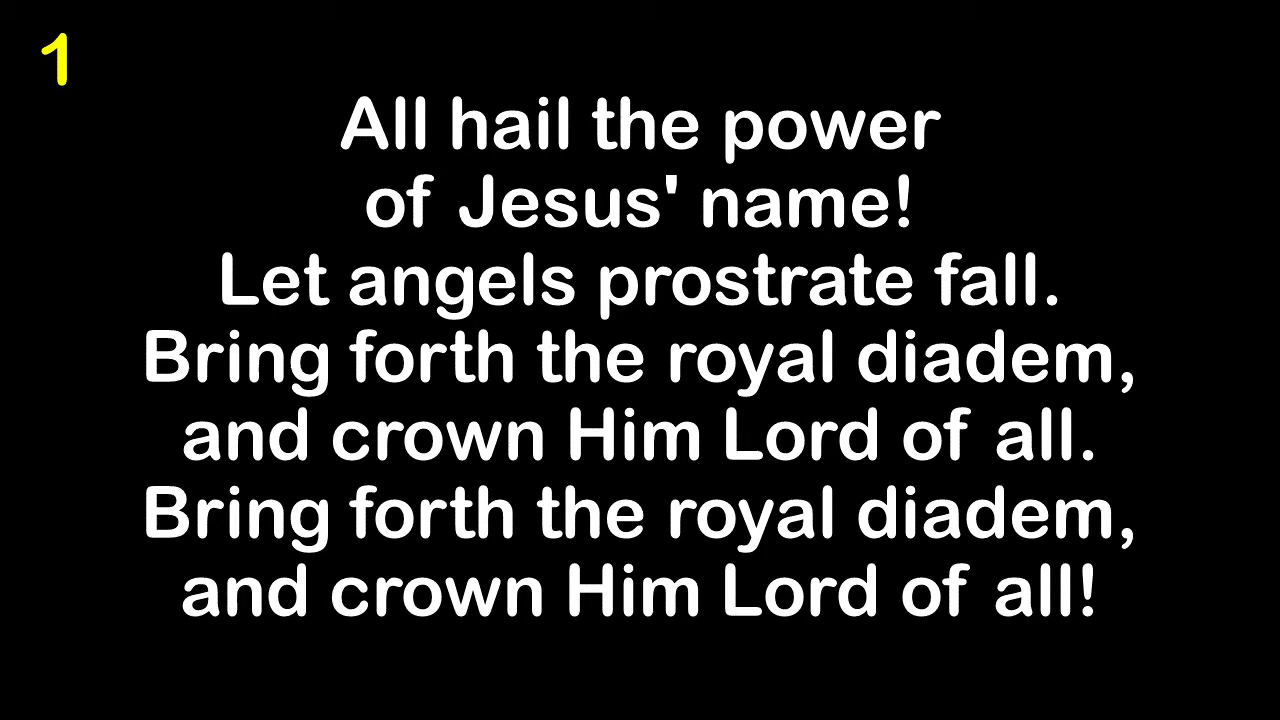 1
All hail the power
of Jesus' name!
Let angels prostrate fall.
Bring forth the royal diadem,
and crown Him Lord of all.
Bring forth the royal diadem,
and crown Him Lord of all!